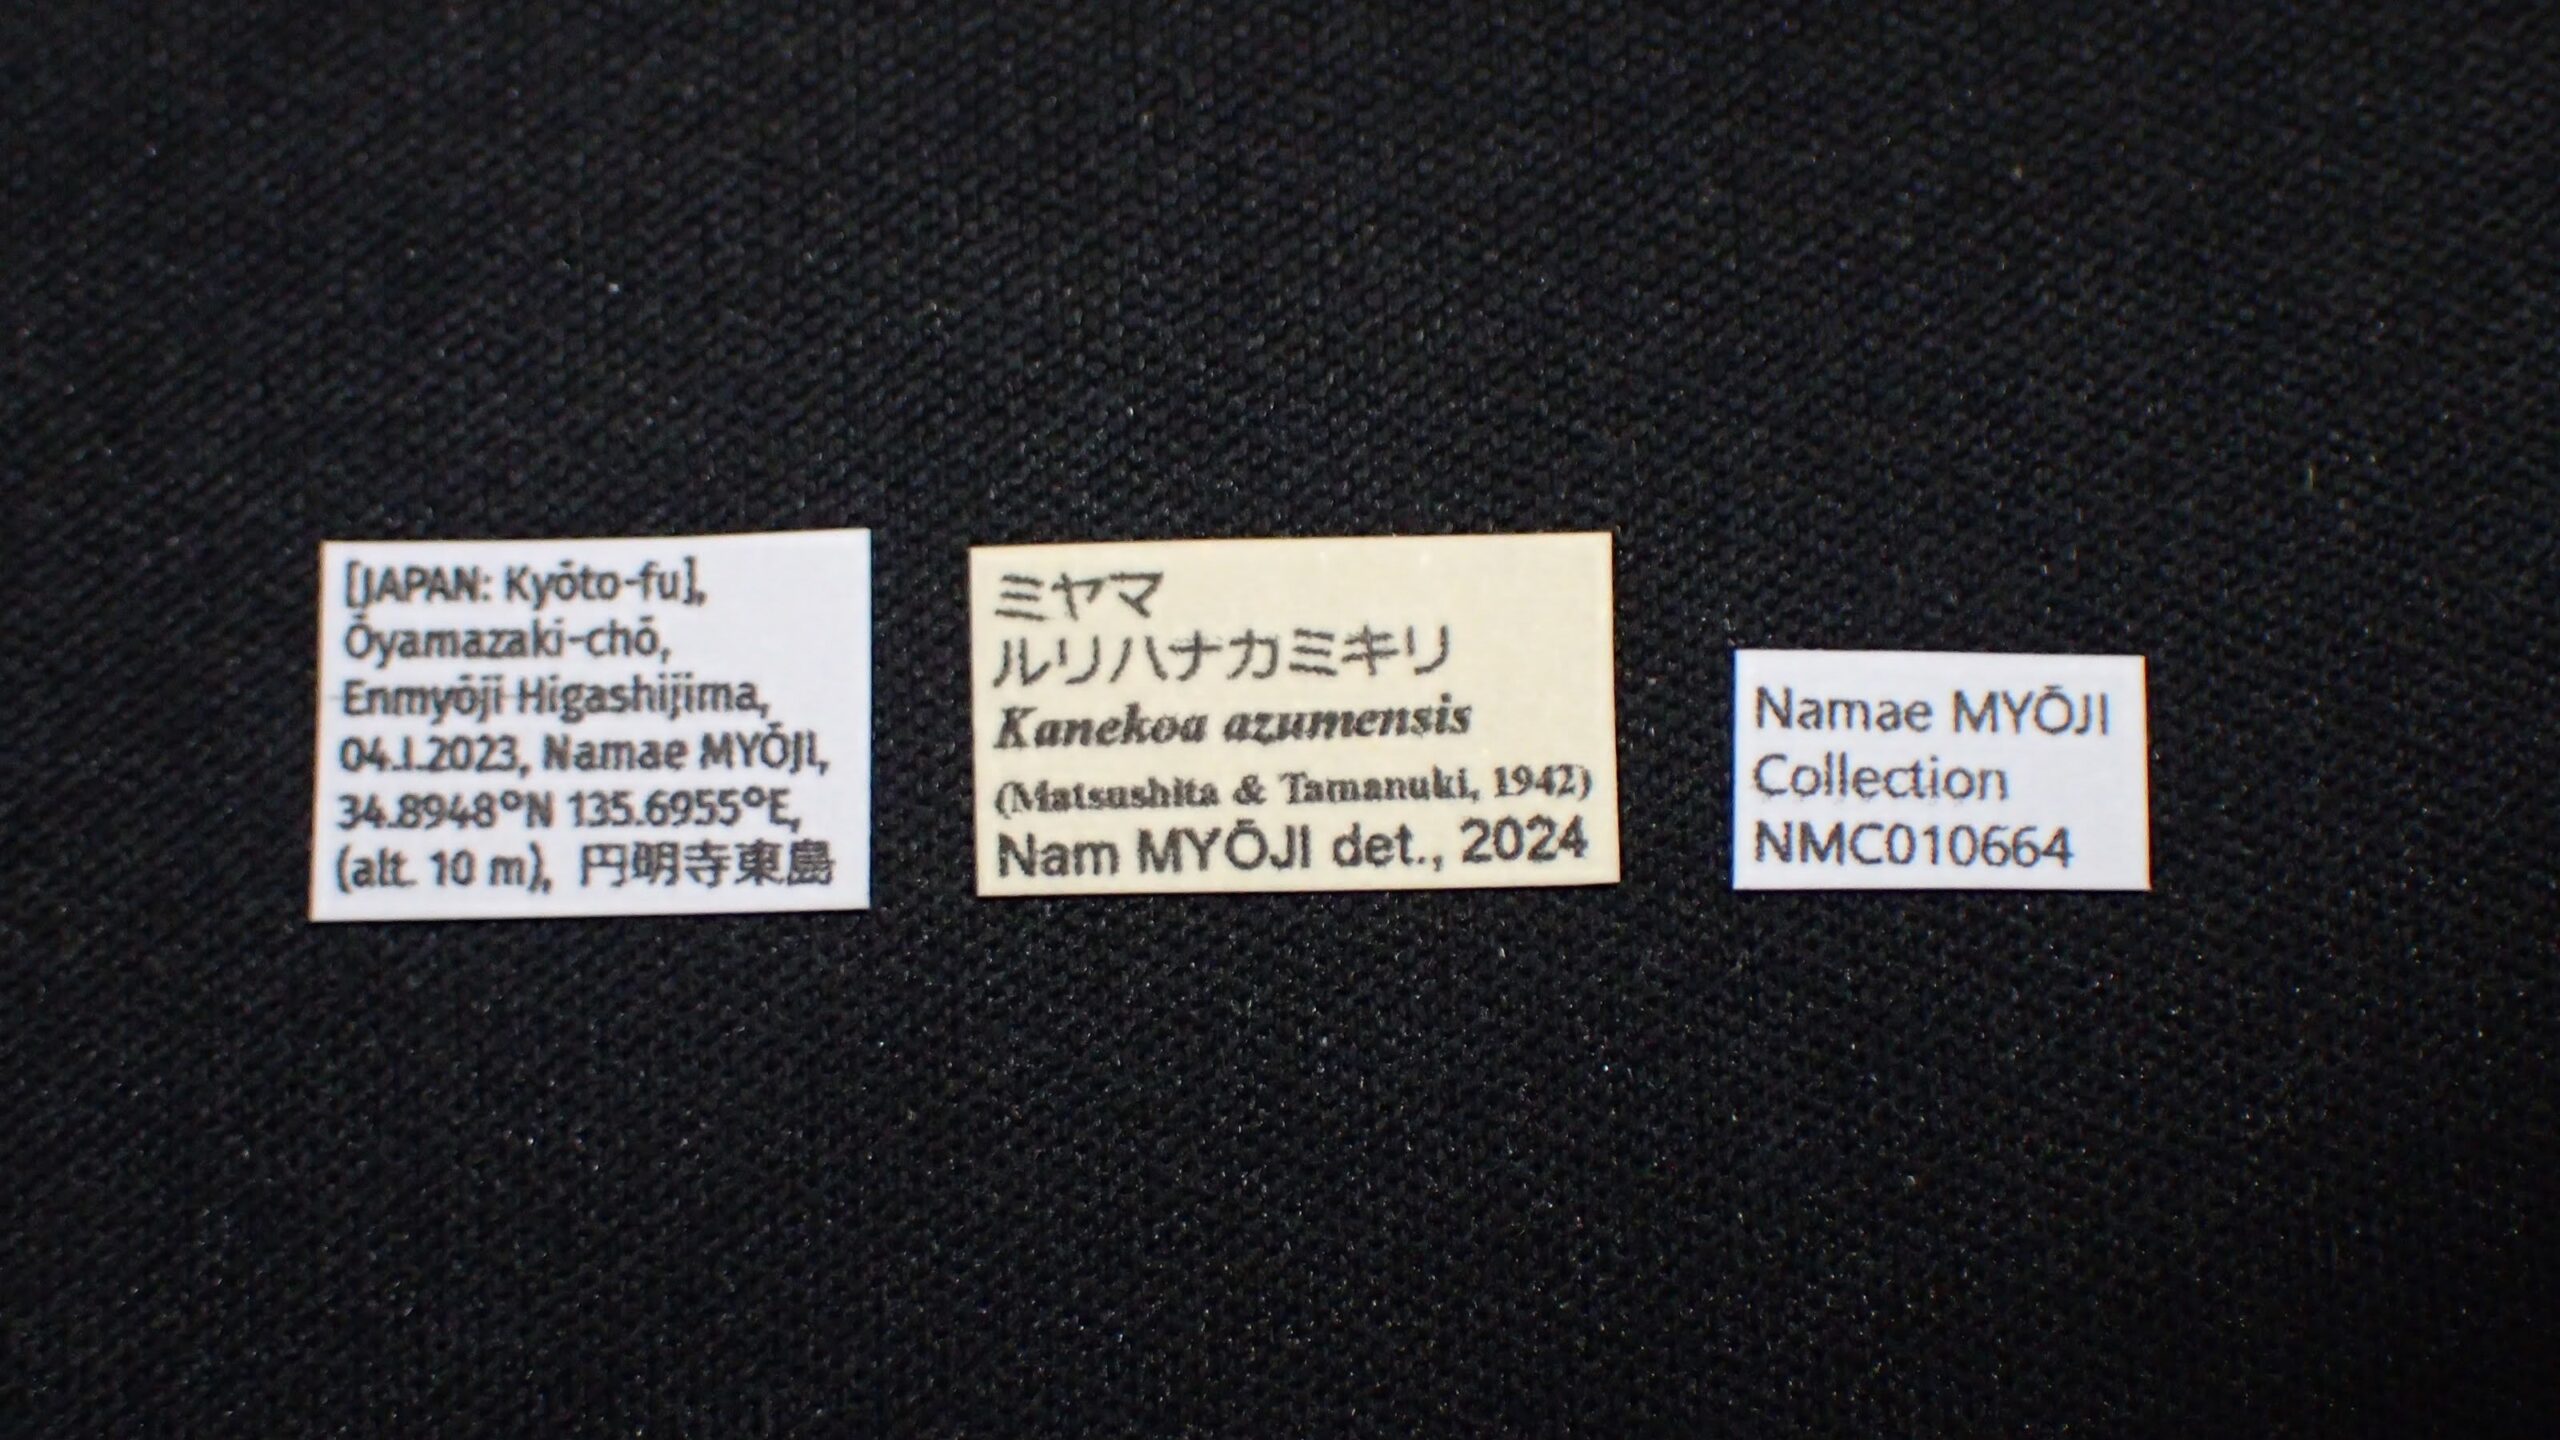 [JAPAN: Kyōto-fu],
Ōyamazaki-chō,
Enmyōji Higashijima,
04.I.2023, Namae MYŌJI,
34.8948°N 135.6955°E,
(alt. 10 m), 円明寺東島
ミヤマ
ルリハナカミキリ
Kanekoa azumensis
(Matsushita & Tamanuki, 1942)
Nam MYŌJI det., 2024
Namae MYŌJI
Collection
NMC010664